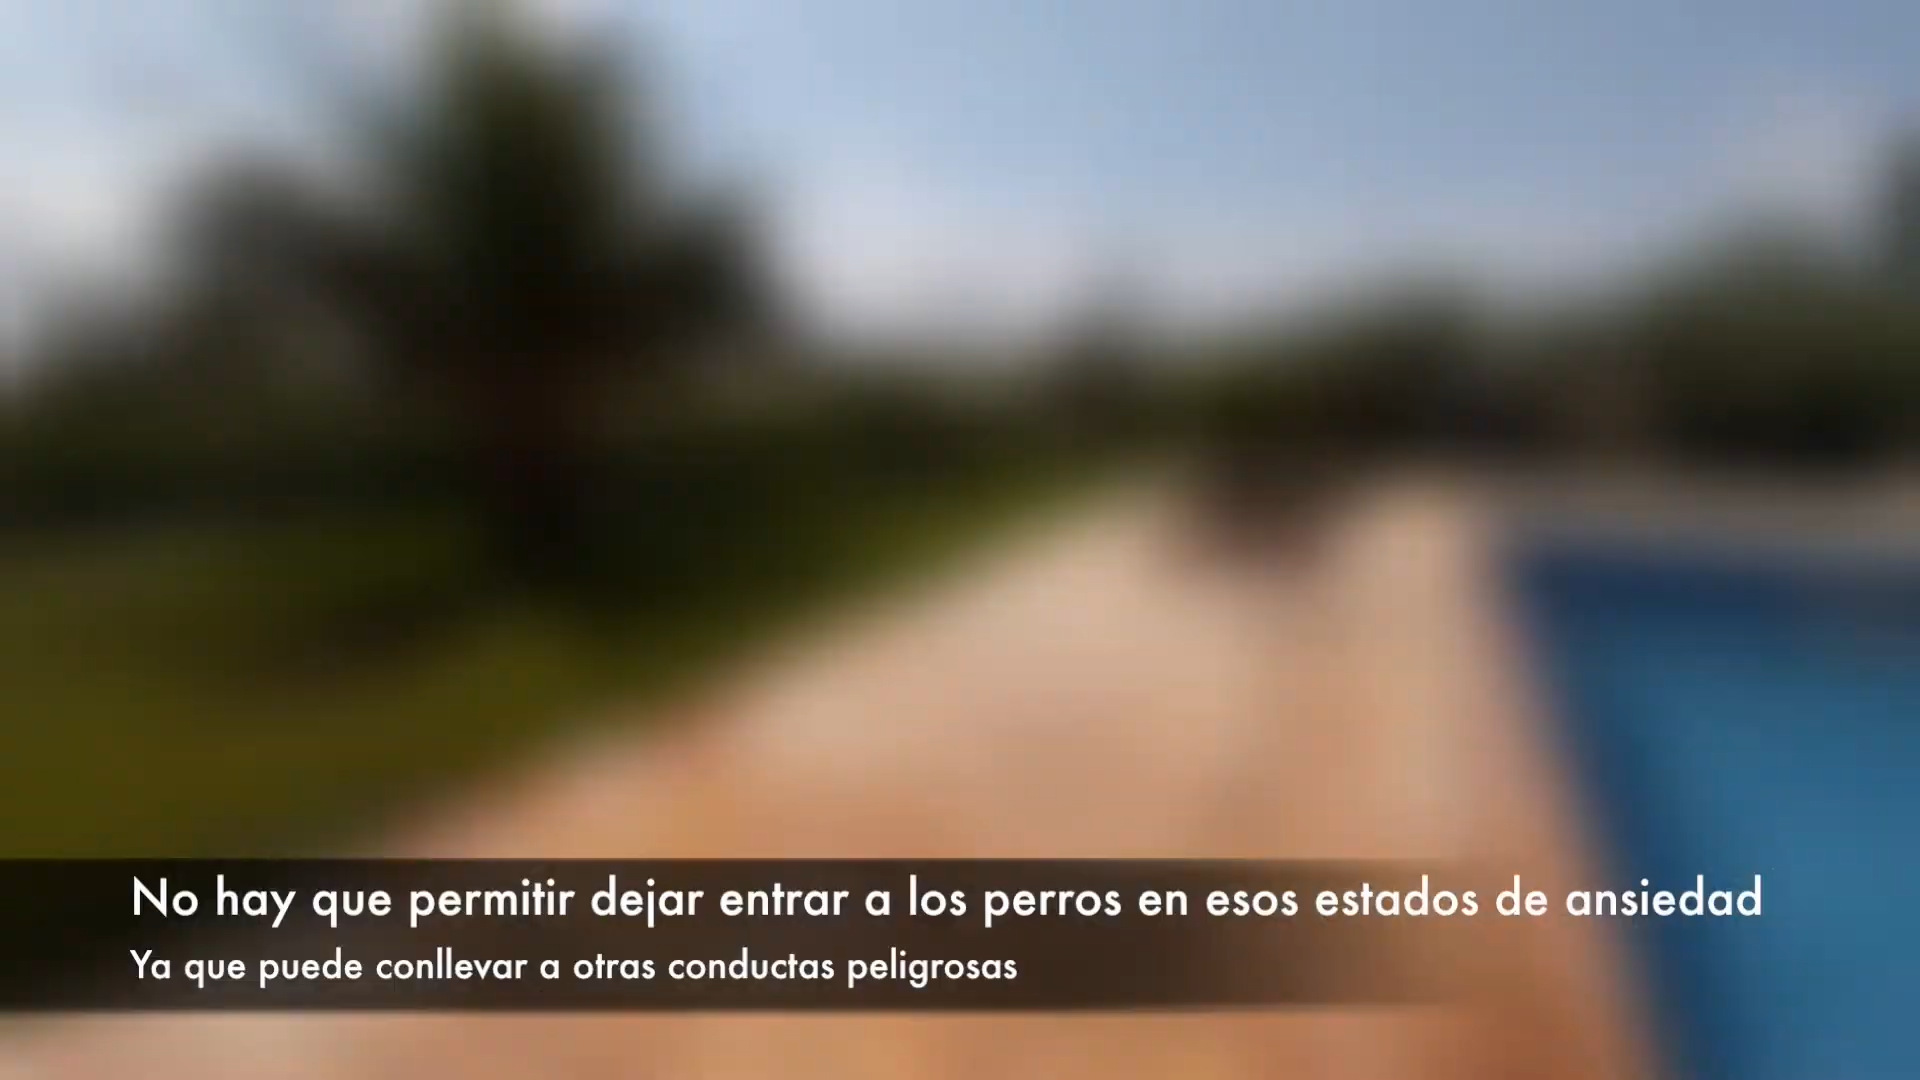 No hay que permitir dejar entrar a los perros en esos estados de ansiedad
Ya que puede conllevar a otras conductas peligrosas